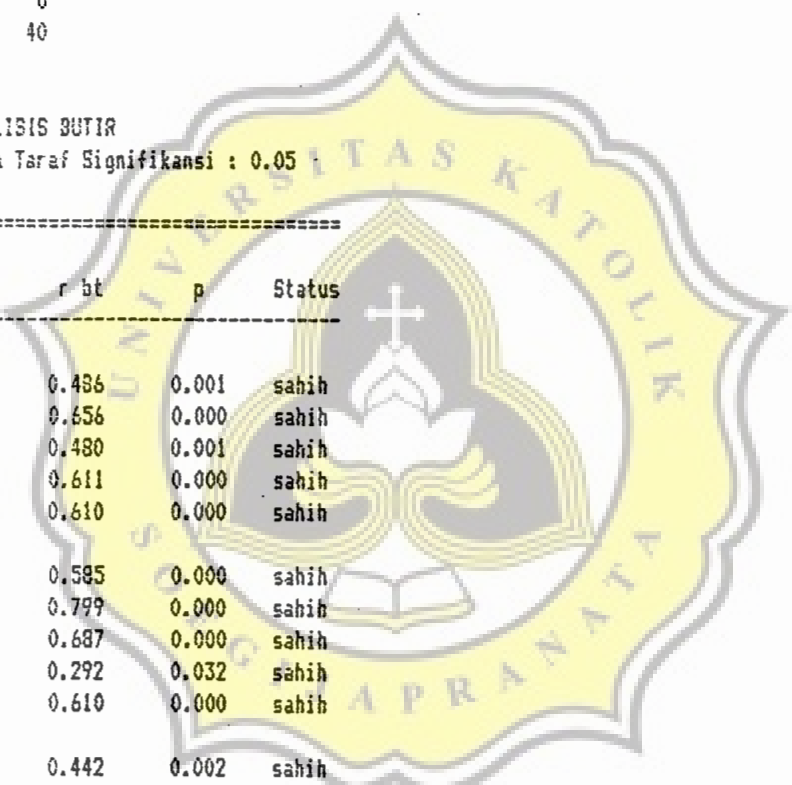 40
LISIS BUTIR
Taraf Signifikansi : 0.05
==============================
r bt p Status
------------------------------
0.486 0.001 sahih
0.656 0.000 sahih
0.480 0.001 sahih
0.611 0.000 sahih
0.610 0.000 sahih
0.585 0.000 sahih
0.799 0.000 sahih
0.687 0.000 sahih
0.292 0.032 sahih
0.610 0.000 sahih
0.442 0.002 sahih
UNIVERSITAS KATOLIK
SOEGIJAPRANATA